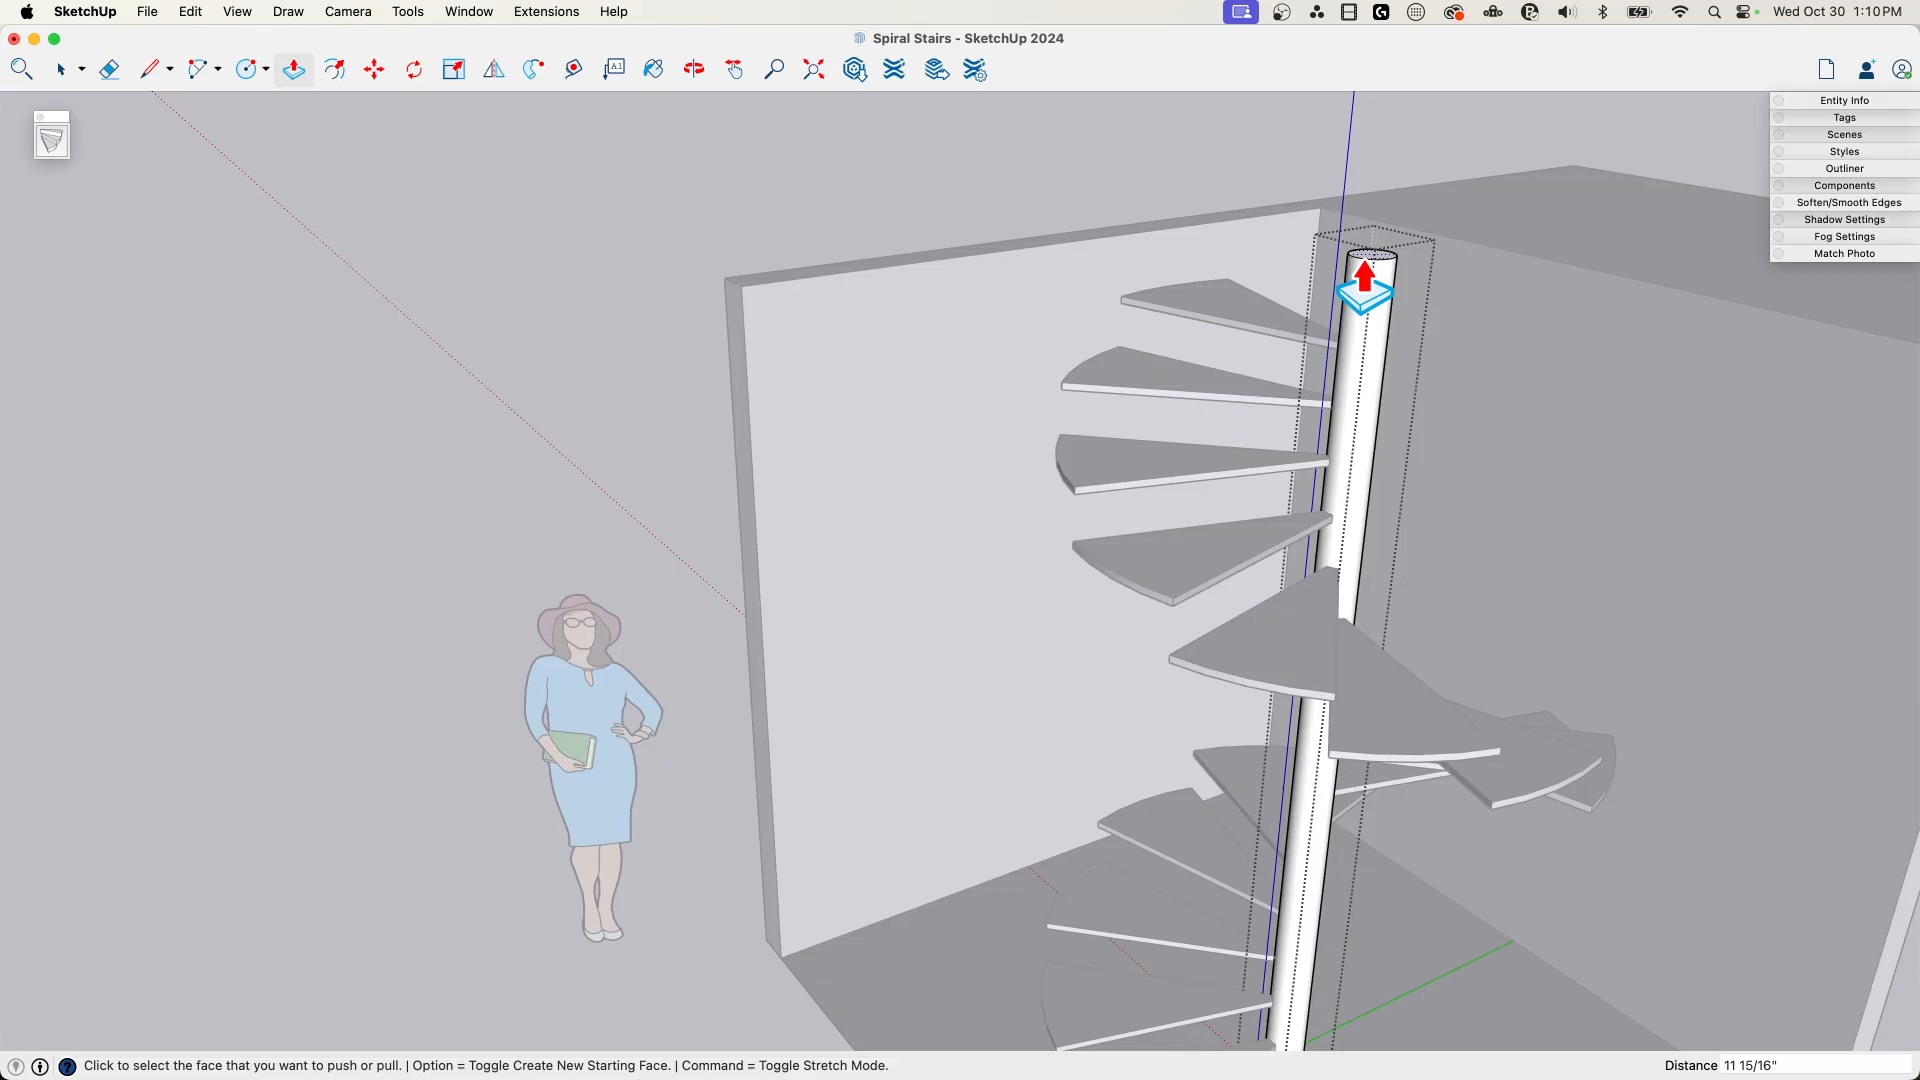 SketchUp File Edit View Draw Camera Tools Window Extensions Help
Wed Oct 30 1:10 PM
Spiral Stairs - SketchUp 2024
A1
Entity Info
Tags
Scenes
Styles
Outliner
Components
Soften/Smooth Edges
Shadow Settings
Fog Settings
Match Photo
Click to select the face that you want to push or pull. | Option = Toggle Create New Starting Face. | Command = Toggle Stretch Mode.
Distance 11 15/16"